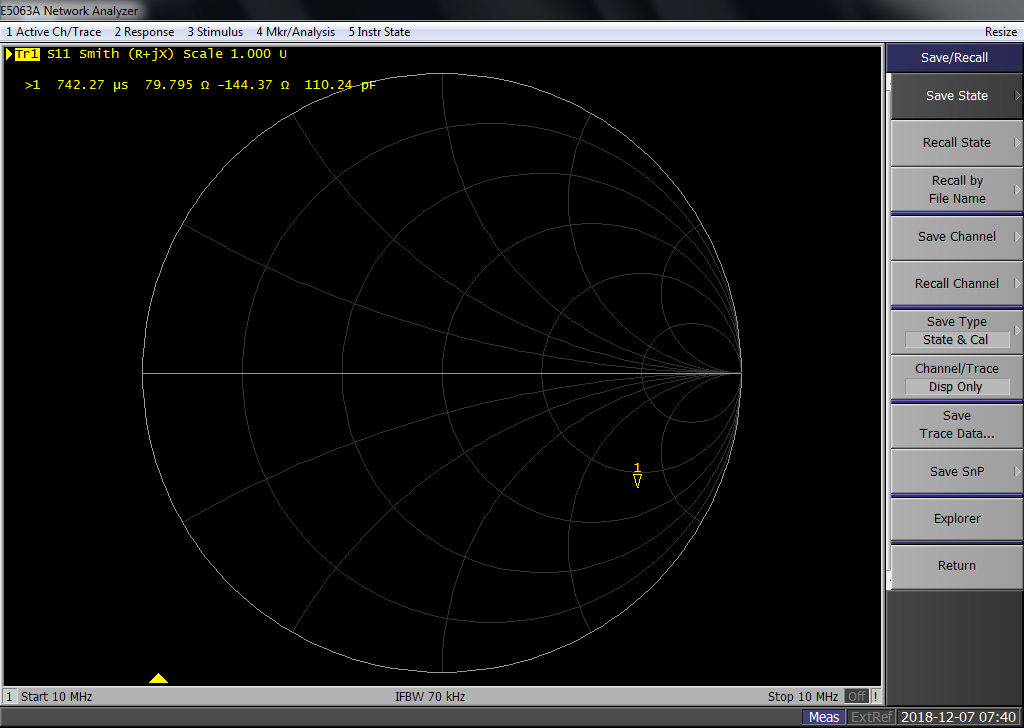 E5063A Network Analyzer
1 Active Ch/Trace 2 Response 3 Stimulus 4 Mkr/Analysis 5 Instr State
Resize
Tr1 S11 Smith (R+jX) Scale 1.000 U
>1 742.27 µs 79.795 Ω -144.37 Ω 110.24 pF
1
1 Start 10 MHz
IFBW 70 kHz
Stop 10 MHz Off !
Save/Recall
Save State
Recall State
Recall by
File Name
Save Channel
Recall Channel
Save Type
State & Cal
Channel/Trace
Disp Only
Save
Trace Data...
Save SnP
Explorer
Return
Meas ExtRef 2018-12-07 07:40